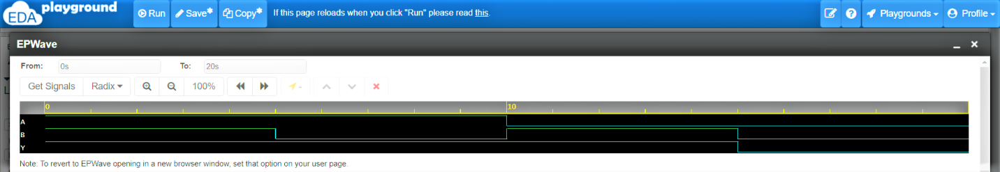 EDA playground Run Save* Copy* If this page reloads when you click "Run" please read this. ? Playgrounds Profile
EPWave
From: 0s To: 20s
Get Signals Radix 100% -
0 10
A
B
Y
Note: To revert to EPWave opening in a new browser window, set that option on your user page.